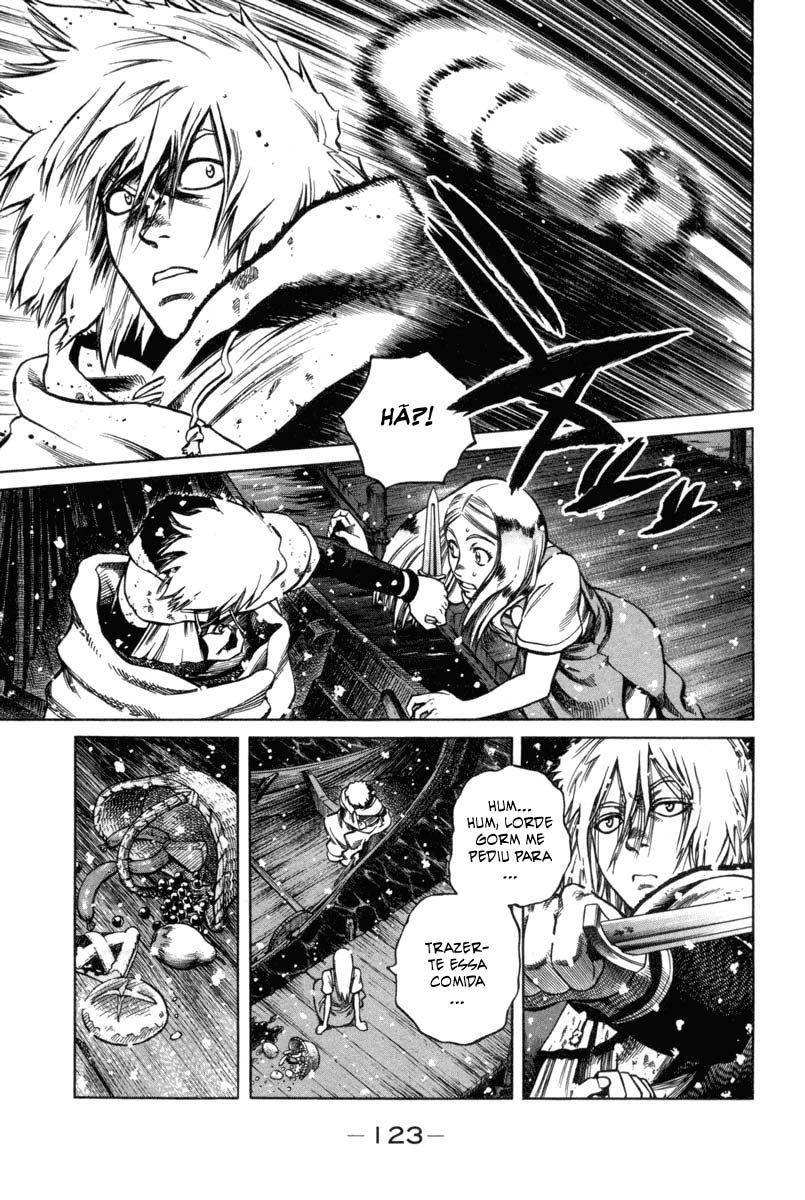 HÃ?!
HUM...
HUM, LORDE
GORM ME
PEDIU PARA
...
TRAZER-
TE ESSA
COMIDA
...
-123-